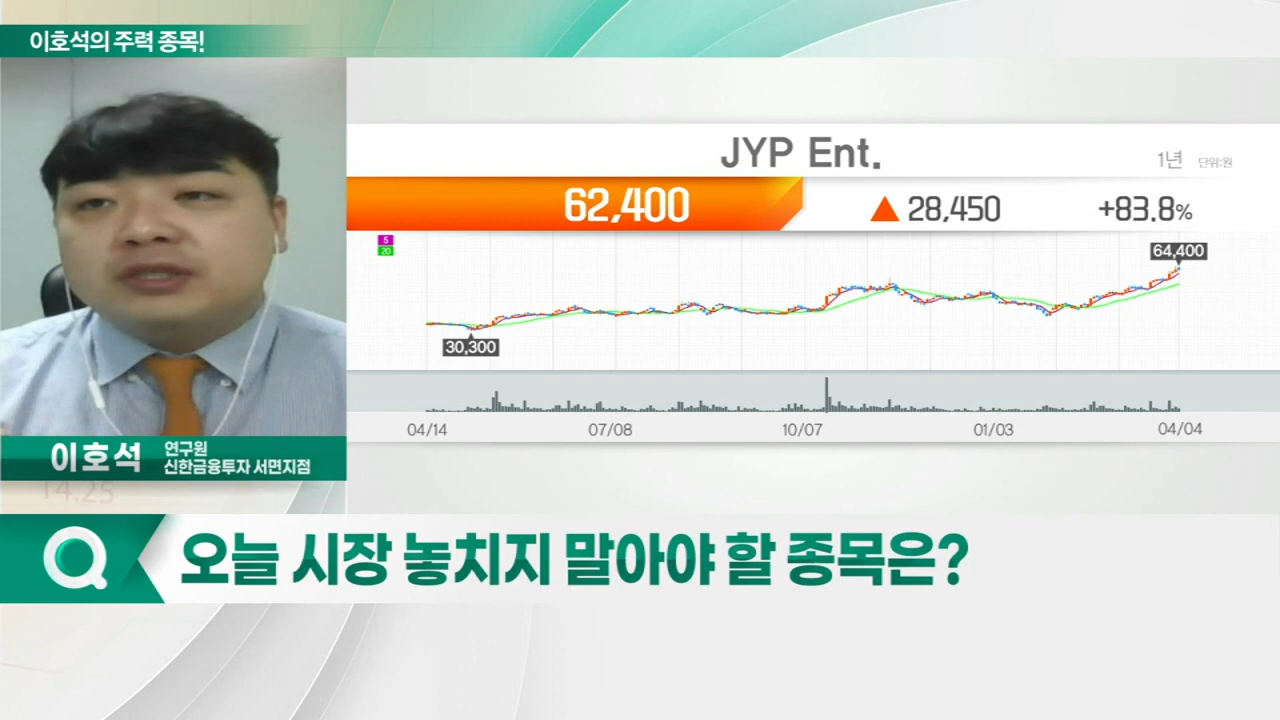 이호석의 주력 종목!
JYP Ent.
1년 단위:원
62,400 ▲ 28,450 +83.8%
5
20
64,400
30,300
04/14 07/08 10/07 01/03 04/04
이호석 연구원
신한금융투자 서면지점
14.25
Q 오늘 시장 놓치지 말아야 할 종목은?